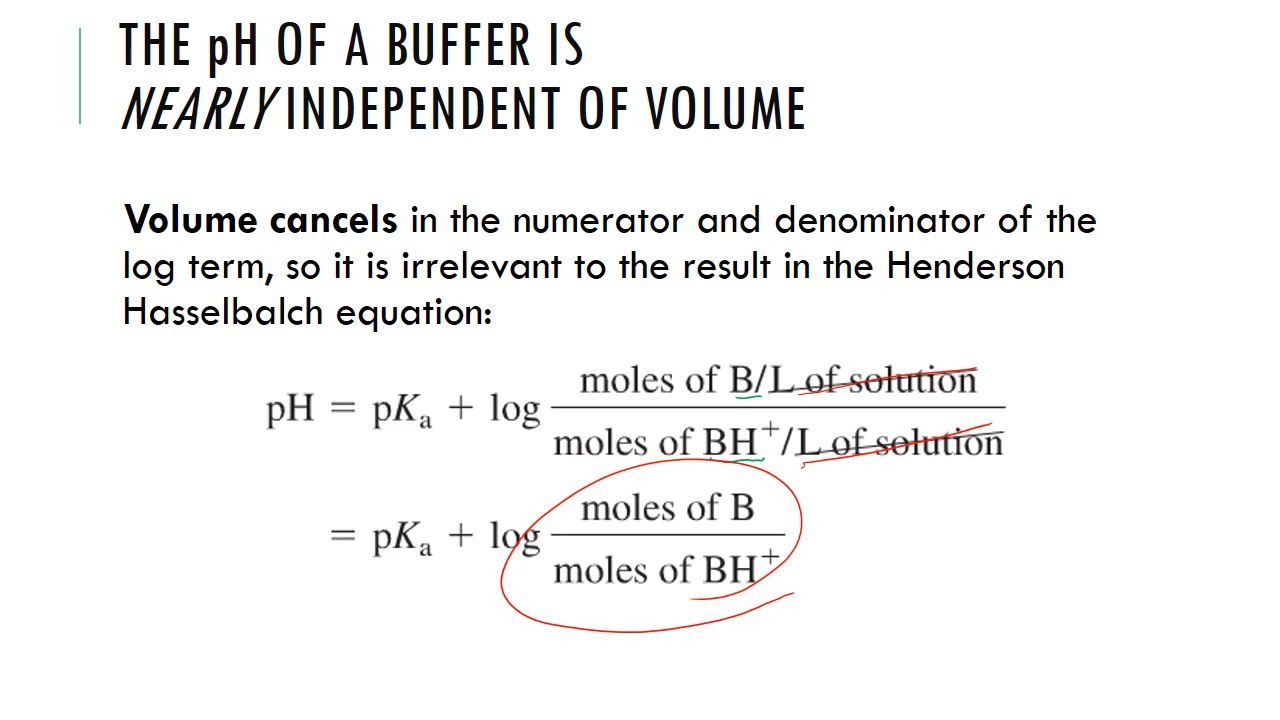 THE pH OF A BUFFER IS
NEARLY INDEPENDENT OF VOLUME
Volume cancels in the numerator and denominator of the
log term, so it is irrelevant to the result in the Henderson
Hasselbalch equation:
pH = pKₐ + log (moles of B/L of solution) / (moles of BH⁺/L of solution)
= pKₐ + log (moles of B) / (moles of BH⁺)